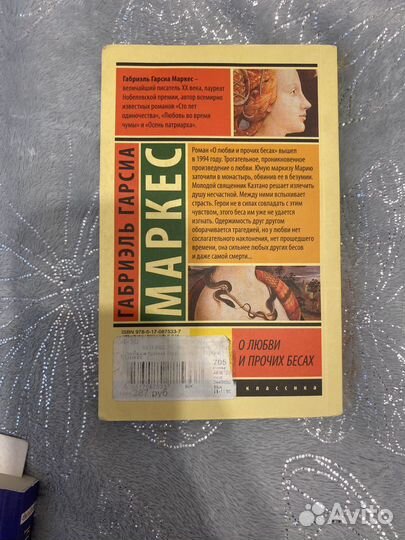 Габриэль Гарсиа Маркес –
величайший писатель XX века, лауреат
Нобелевской премии, автор всемирно
известных романов «Сто лет
одиночества», «Любовь во время
чумы» и «Осень патриарха».
Роман «О любви и прочих бесах» вышел
в 1994 году. Трогательное, проникновенное
произведение о любви. Юную маркизу Марию
заточили в монастырь, обвинив ее в безумии.
Молодой священник Каэтано решает излечить
душу несчастной. Между ними вспыхивает
страсть. Герои не в силах совладать с этим
чувством, этого беса им уже не удается
изгнать. Одержимость друг другом
оборачивается трагедией, но у любви нет
сослагательного наклонения, нет прошедшего
времени, она сильнее любых других бесов
и даже самой смерти...
ГАБРИЭЛЬ ГАРСИА
МАРКЕС
ISBN 978-5-17-087533-7
О ЛЮБВИ
И ПРОЧИХ БЕСАХ
классика
705
287 руб
Avito